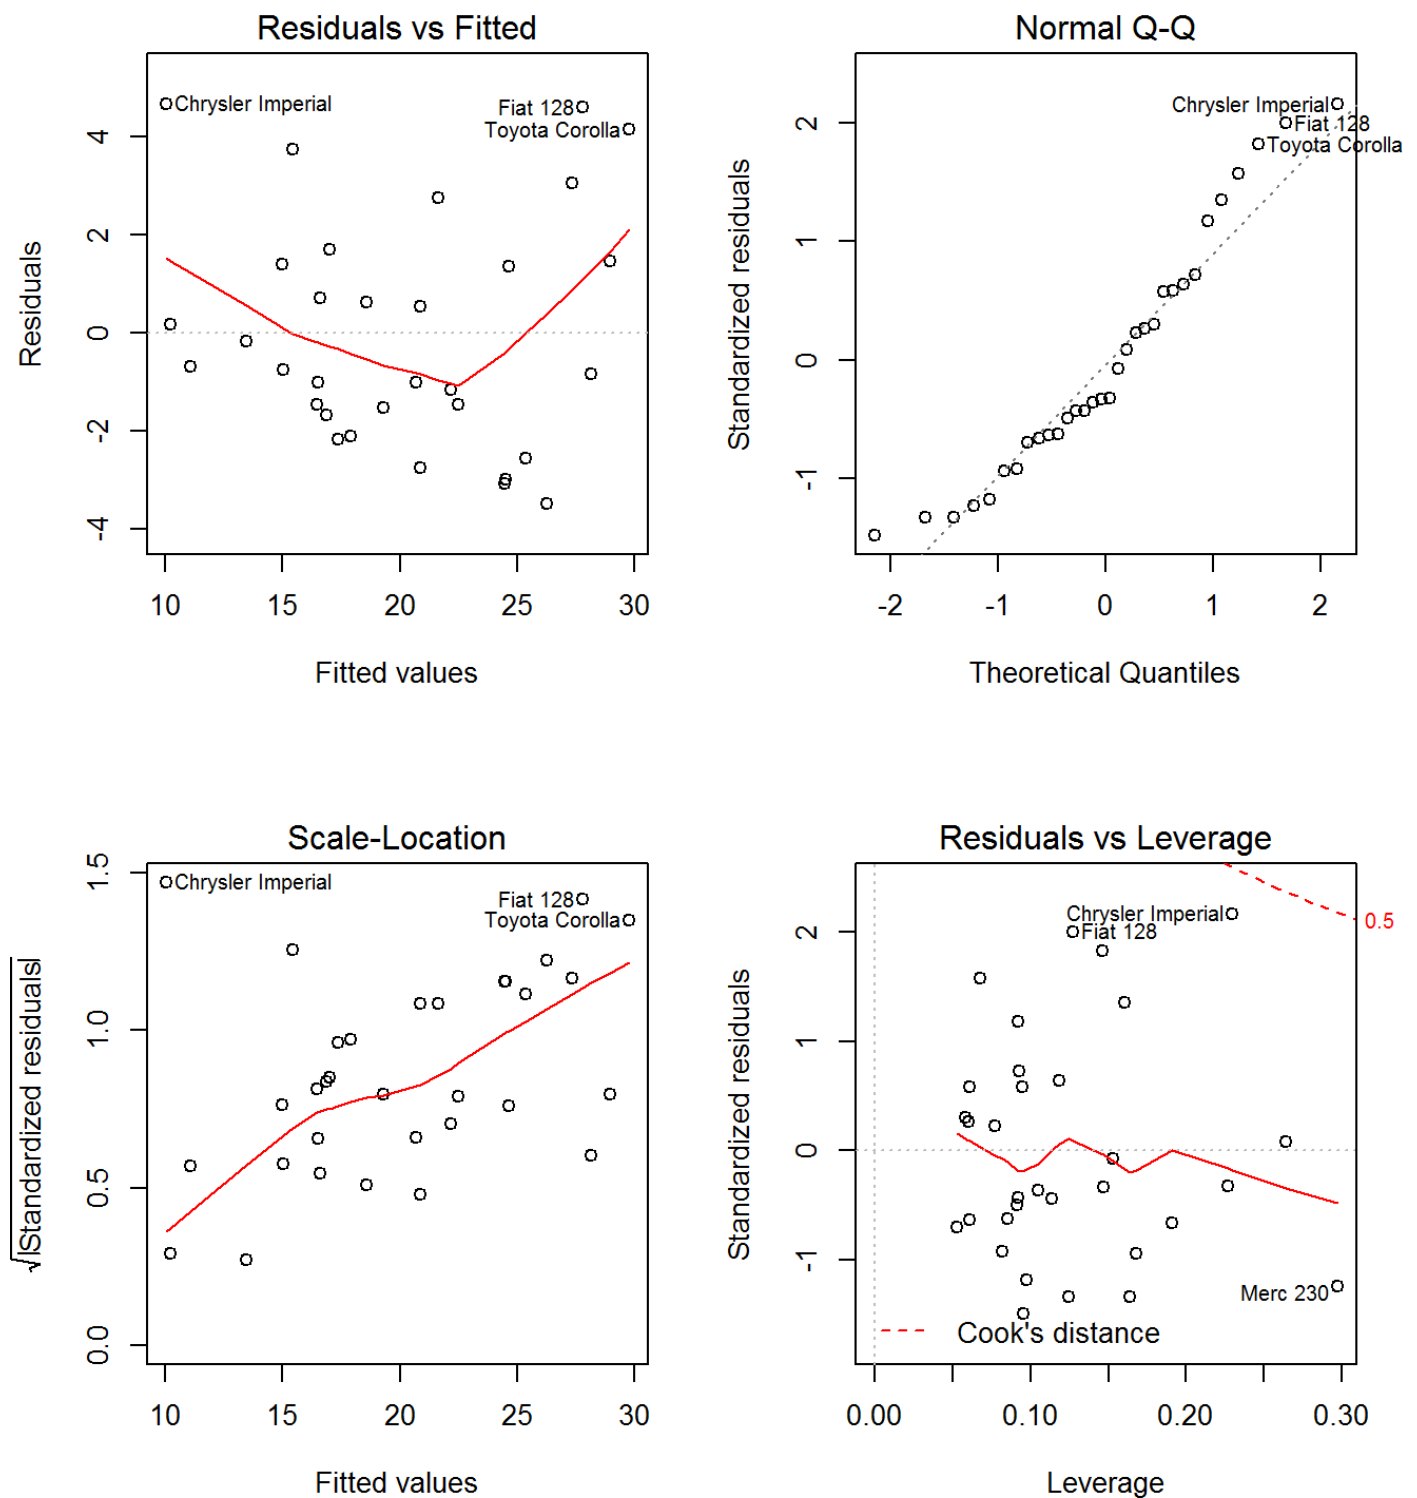 Residuals vs Fitted
Chrysler Imperial
Fiat 128
Toyota Corolla
4
2
0
-2
-4
Residuals
10 15 20 25 30
Fitted values
Normal Q-Q
Chrysler Imperial
Fiat 128
Toyota Corolla
2
1
0
-1
Standardized residuals
-2 -1 0 1 2
Theoretical Quantiles
Scale-Location
Chrysler Imperial
Fiat 128
Toyota Corolla
1.5
1.0
0.5
0.0
√|Standardized residuals|
10 15 20 25 30
Fitted values
Residuals vs Leverage
Chrysler Imperial
Fiat 128
0.5
2
1
0
-1
Standardized residuals
Merc 230
Cook's distance
0.00 0.10 0.20 0.30
Leverage